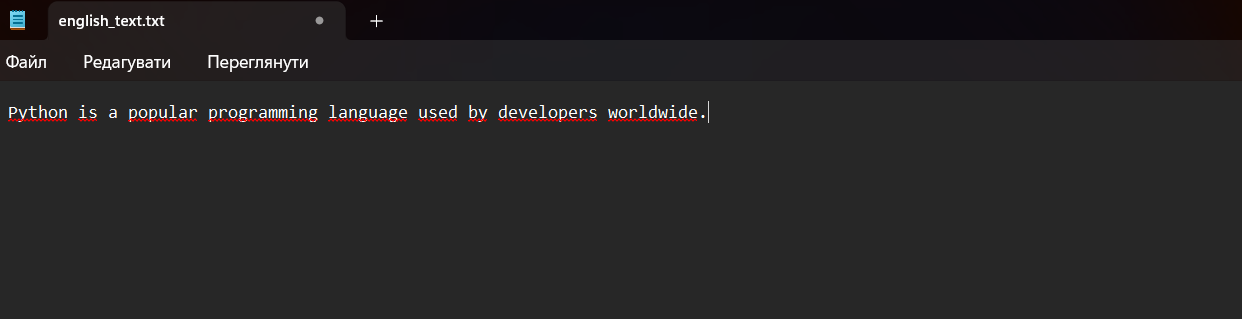 english_text.txt
Файл Редагувати Переглянути
Python is a popular programming language used by developers worldwide.